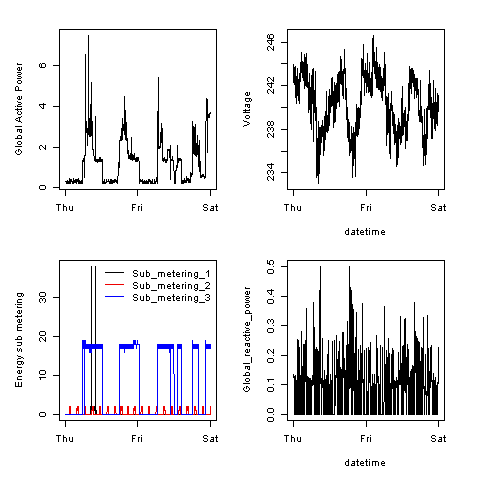 Global Active Power
0 2 4 6
Thu Fri Sat
Voltage
234 238 242 246
Thu Fri Sat
datetime
Energy sub metering
0 10 20 30
Sub_metering_1
Sub_metering_2
Sub_metering_3
Thu Fri Sat
Global_reactive_power
0.0 0.1 0.2 0.3 0.4 0.5
Thu Fri Sat
datetime